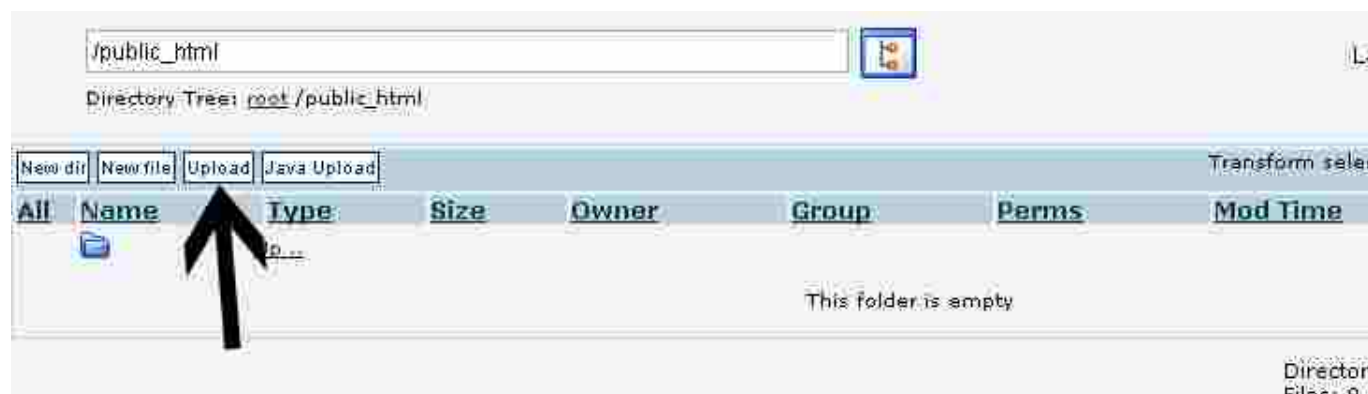 /public_html
Directory Tree: root /public_html
New dir New file Upload Java Upload
All Name Type Size Owner Group Perms Mod Time
This folder is empty